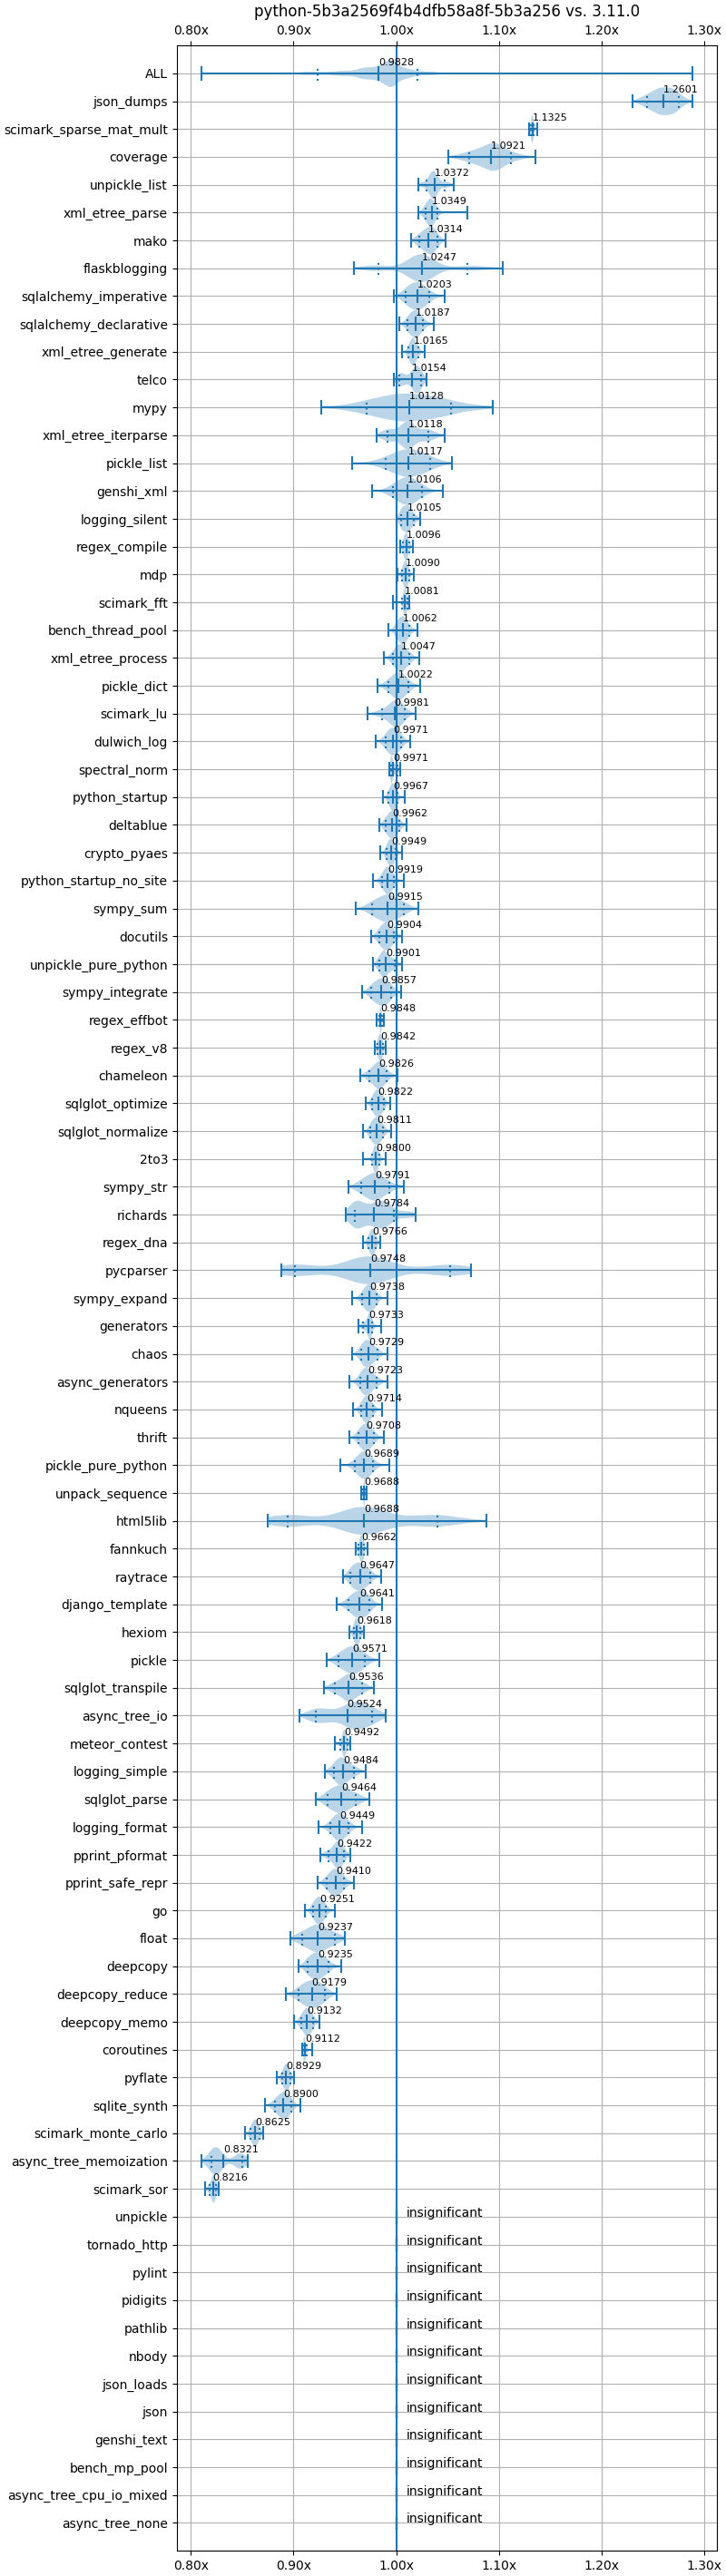 python-5b3a2569f4b4dfb58a8f-5b3a256 vs. 3.11.0
0.80x 0.90x 1.00x 1.10x 1.20x 1.30x
ALL 0.9828
json_dumps 1.2601
scimark_sparse_mat_mult 1.1325
coverage 1.0921
unpickle_list 1.0372
xml_etree_parse 1.0349
mako 1.0314
flaskblogging 1.0247
sqlalchemy_imperative 1.0203
sqlalchemy_declarative 1.0187
xml_etree_generate 1.0165
telco 1.0154
mypy 1.0128
xml_etree_iterparse 1.0118
pickle_list 1.0117
genshi_xml 1.0106
logging_silent 1.0105
regex_compile 1.0096
mdp 1.0090
scimark_fft 1.0081
bench_thread_pool 1.0062
xml_etree_process 1.0047
pickle_dict 1.0022
scimark_lu 0.9981
dulwich_log 0.9971
spectral_norm 0.9971
python_startup 0.9967
deltablue 0.9962
crypto_pyaes 0.9949
python_startup_no_site 0.9919
sympy_sum 0.9915
docutils 0.9904
unpickle_pure_python 0.9901
sympy_integrate 0.9857
regex_effbot 0.9848
regex_v8 0.9842
chameleon 0.9826
sqlglot_optimize 0.9822
sqlglot_normalize 0.9811
2to3 0.9800
sympy_str 0.9791
richards 0.9784
regex_dna 0.9766
pycparser 0.9748
sympy_expand 0.9738
generators 0.9733
chaos 0.9729
async_generators 0.9723
nqueens 0.9714
thrift 0.9708
pickle_pure_python 0.9689
unpack_sequence 0.9688
html5lib 0.9688
fannkuch 0.9662
raytrace 0.9647
django_template 0.9641
hexiom 0.9618
pickle 0.9571
sqlglot_transpile 0.9536
async_tree_io 0.9524
meteor_contest 0.9492
logging_simple 0.9484
sqlglot_parse 0.9464
logging_format 0.9449
pprint_pformat 0.9422
pprint_safe_repr 0.9410
go 0.9251
float 0.9237
deepcopy 0.9235
deepcopy_reduce 0.9179
deepcopy_memo 0.9132
coroutines 0.9112
pyflate 0.8929
sqlite_synth 0.8900
scimark_monte_carlo 0.8625
async_tree_memoization 0.8321
scimark_sor 0.8216
unpickle insignificant
tornado_http insignificant
pylint insignificant
pidigits insignificant
pathlib insignificant
nbody insignificant
json_loads insignificant
json insignificant
genshi_text insignificant
bench_mp_pool insignificant
async_tree_cpu_io_mixed insignificant
async_tree_none insignificant
0.80x 0.90x 1.00x 1.10x 1.20x 1.30x